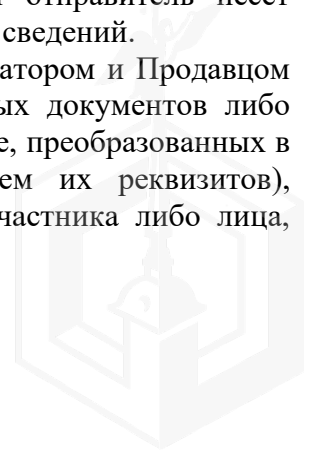 отправитель несет
сведений.
атором и Продавцом
ых документов либо
е, преобразованных в
ем их реквизитов),
частника либо лица,